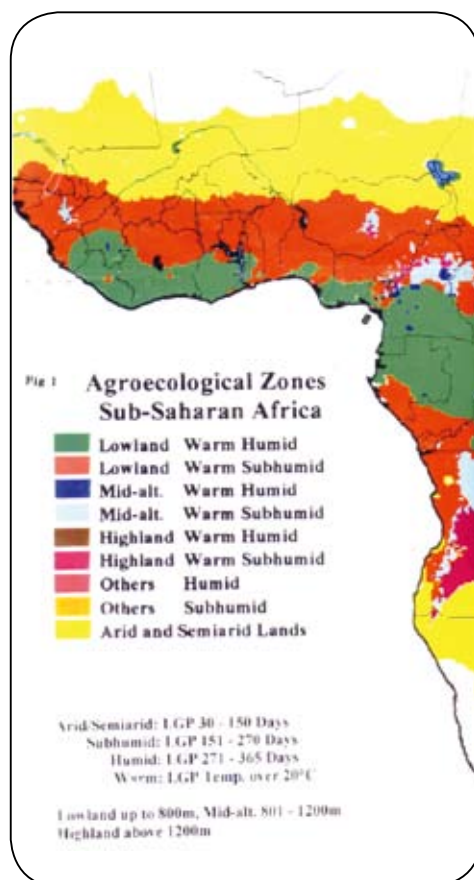 Fig 1
Agroecological Zones
Sub-Saharan Africa
Lowland Warm Humid
Lowland Warm Subhumid
Mid-alt. Warm Humid
Mid-alt. Warm Subhumid
Highland Warm Humid
Highland Warm Subhumid
Others Humid
Others Subhumid
Arid and Semiarid Lands
Arid/Semiarid: LGP 30 - 150 Days
Subhumid: LGP 151 - 270 Days
Humid: LGP 271 - 365 Days
Warm: LGP Temp. over 20°C
Lowland up to 800m, Mid-alt. 801 - 1200m
Highland above 1200m